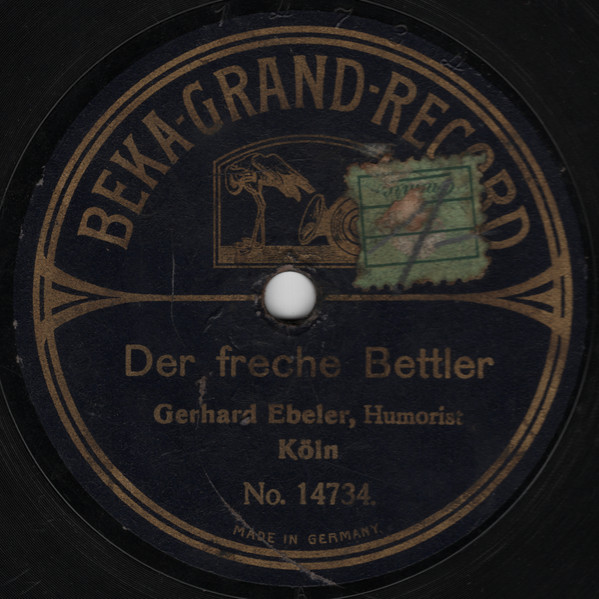 BEKA-GRAND-RECORD
Der freche Bettler
Gerhard Ebeler, Humorist
Köln
No. 14734.
MADE IN GERMANY.